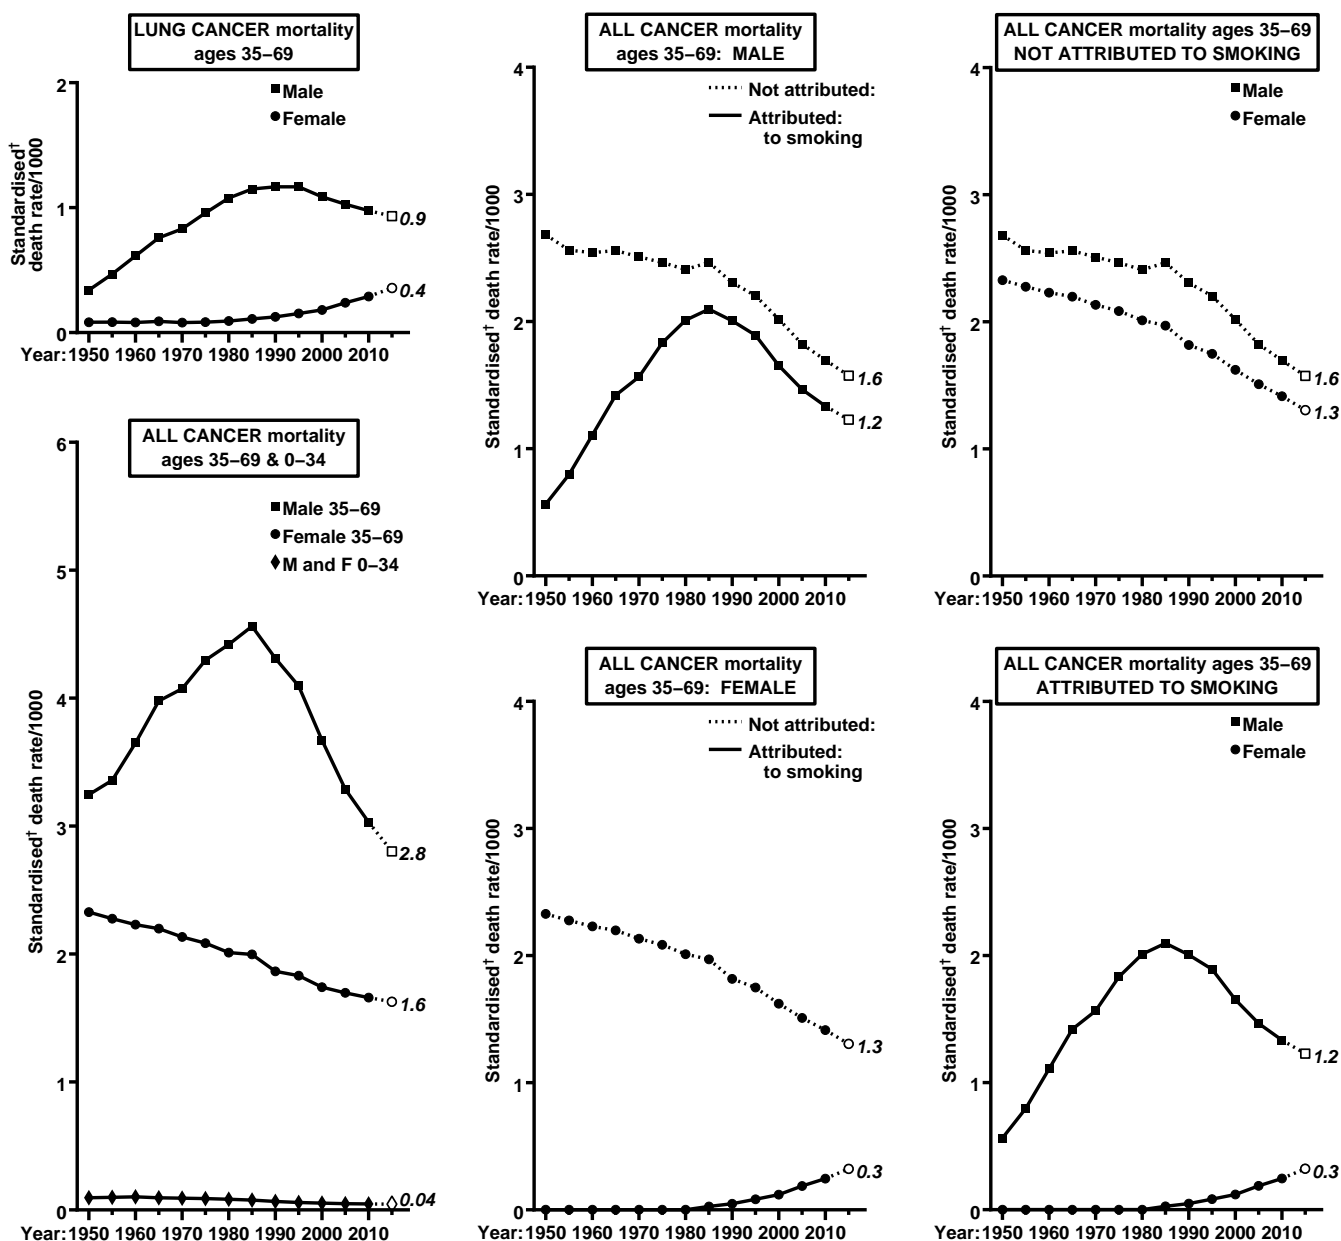 LUNG CANCER mortality
ages 35–69
2
1
0
Standardised†
death rate/1000
Male
Female
0.9
0.4
Year: 1950 1960 1970 1980 1990 2000 2010
ALL CANCER mortality
ages 35–69: MALE
4
3
2
1
0
Standardised† death rate/1000
Not attributed:
Attributed:
to smoking
1.6
1.2
Year: 1950 1960 1970 1980 1990 2000 2010
ALL CANCER mortality ages 35–69
NOT ATTRIBUTED TO SMOKING
4
3
2
1
0
Standardised† death rate/1000
Male
Female
1.6
1.3
Year: 1950 1960 1970 1980 1990 2000 2010
ALL CANCER mortality
ages 35–69 & 0–34
6
5
4
3
2
1
0
Standardised† death rate/1000
Male 35–69
Female 35–69
M and F 0–34
2.8
1.6
0.04
Year: 1950 1960 1970 1980 1990 2000 2010
ALL CANCER mortality
ages 35–69: FEMALE
4
3
2
1
0
Standardised† death rate/1000
Not attributed:
Attributed:
to smoking
1.3
0.3
Year: 1950 1960 1970 1980 1990 2000 2010
ALL CANCER mortality ages 35–69
ATTRIBUTED TO SMOKING
4
3
2
1
0
Standardised† death rate/1000
Male
Female
1.2
0.3
Year: 1950 1960 1970 1980 1990 2000 2010